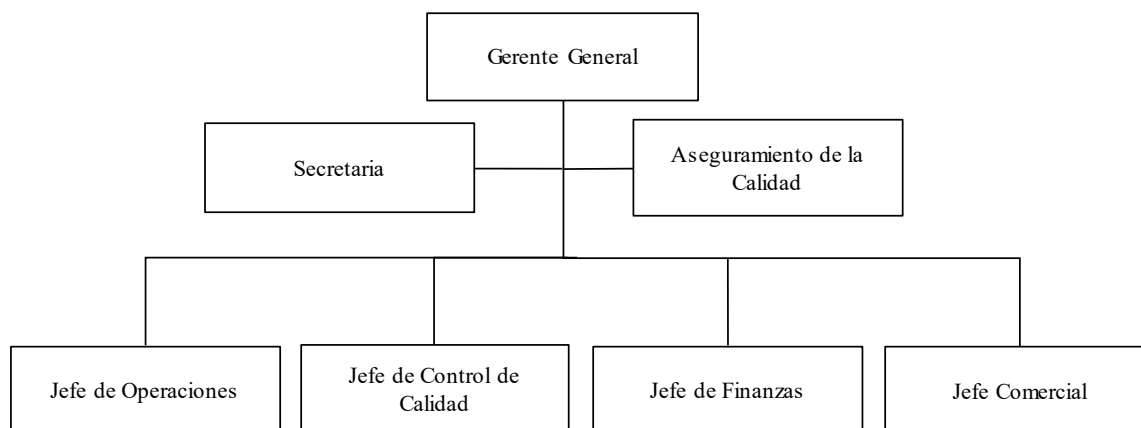 Gerente General
Secretaria
Aseguramiento de la
Calidad
Jefe de Operaciones
Jefe de Control de
Calidad
Jefe de Finanzas
Jefe Comercial